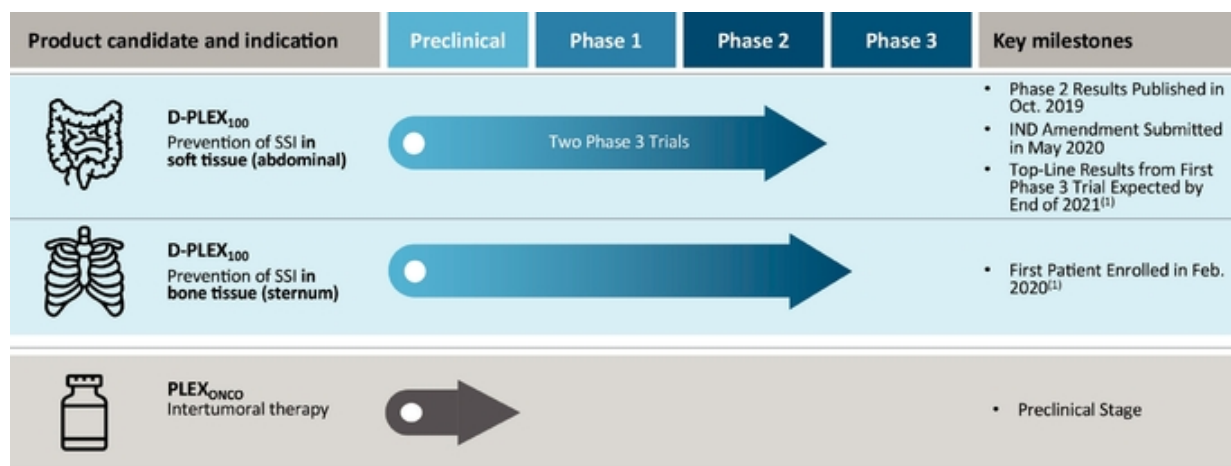 Product candidate and indication
Preclinical
Phase 1
Phase 2
Phase 3
Key milestones
D-PLEX100
Prevention of SSI in
soft tissue (abdominal)
Two Phase 3 Trials
• Phase 2 Results Published in
Oct. 2019
• IND Amendment Submitted
in May 2020
• Top-Line Results from First
Phase 3 Trial Expected by
End of 2021(1)
D-PLEX100
Prevention of SSI in
bone tissue (sternum)
• First Patient Enrolled in Feb.
2020(1)
PLEXONCO
Intertumoral therapy
• Preclinical Stage